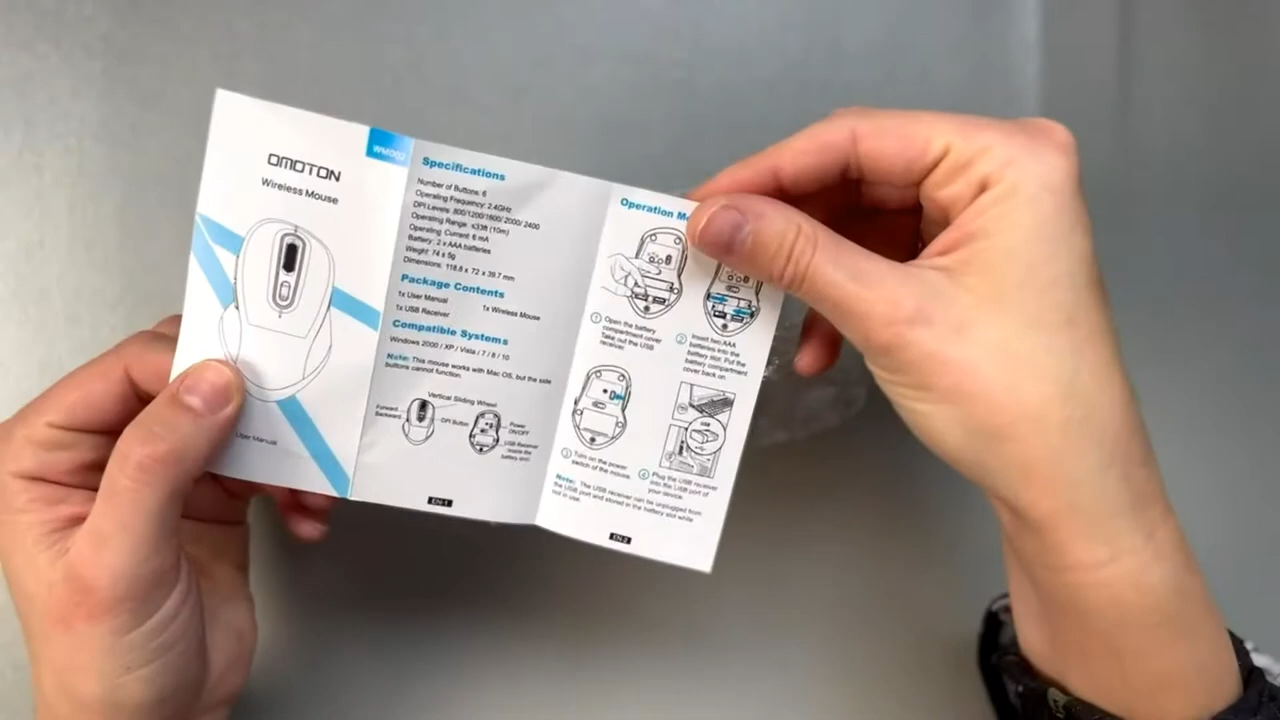 OMOTON
Wireless Mouse
User Manual
WM002
Specifications
Number of Buttons: 6
Operating Frequency: 2.4GHz
DPI Levels: 800/1200/1600/ 2000/ 2400
Operating Range: ≤33ft (10m)
Operating Current: 6 mA
Battery: 2 x AAA batteries
Weight: 74 ± 5g
Dimensions: 118.8 x 72 x 39.7 mm
Package Contents
1x User Manual 1x Wireless Mouse
1x USB Receiver
Compatible Systems
Windows 2000 / XP / Vista / 7 / 8 / 10
Note: This mouse works with Mac OS, but the side
buttons cannot function.
Vertical Sliding Wheel
Forward
Backward
DPI Button
Power
ON/OFF
USB Receiver
(inside the
battery slot)
EN-1
Operation M
① Open the battery
compartment cover.
Take out the USB
receiver.
② Insert two AAA
batteries into the
battery slot. Put the
battery compartment
cover back on.
③ Turn on the power
switch of the mouse.
USB
④ Plug the USB receiver
into the USB port of
your device.
Note: The USB receiver can be unplugged from
the USB port and stored in the battery slot while
not in use.
EN-2